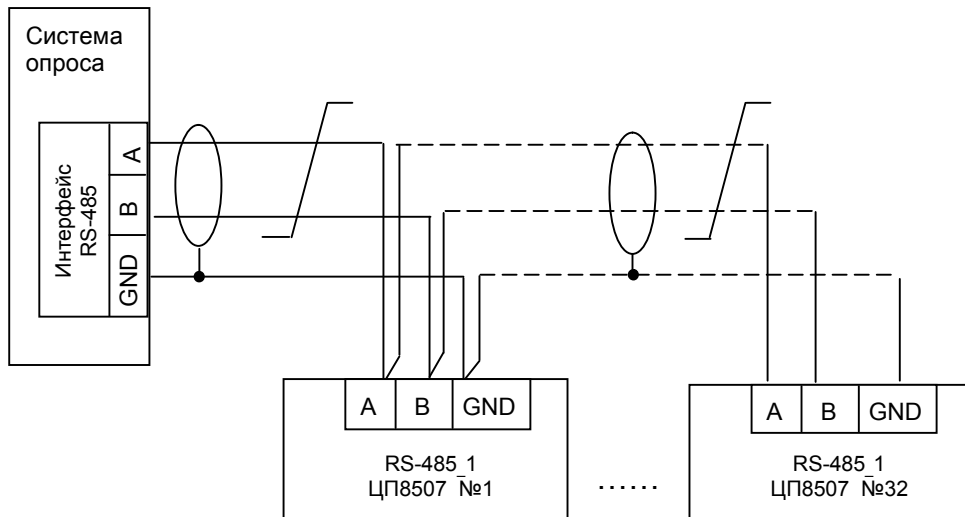 Система
опроса
Интерфейс
RS-485
A
B
GND
A
B
GND
RS-485_1
ЦП8507 №1
......
A
B
GND
RS-485_1
ЦП8507 №32